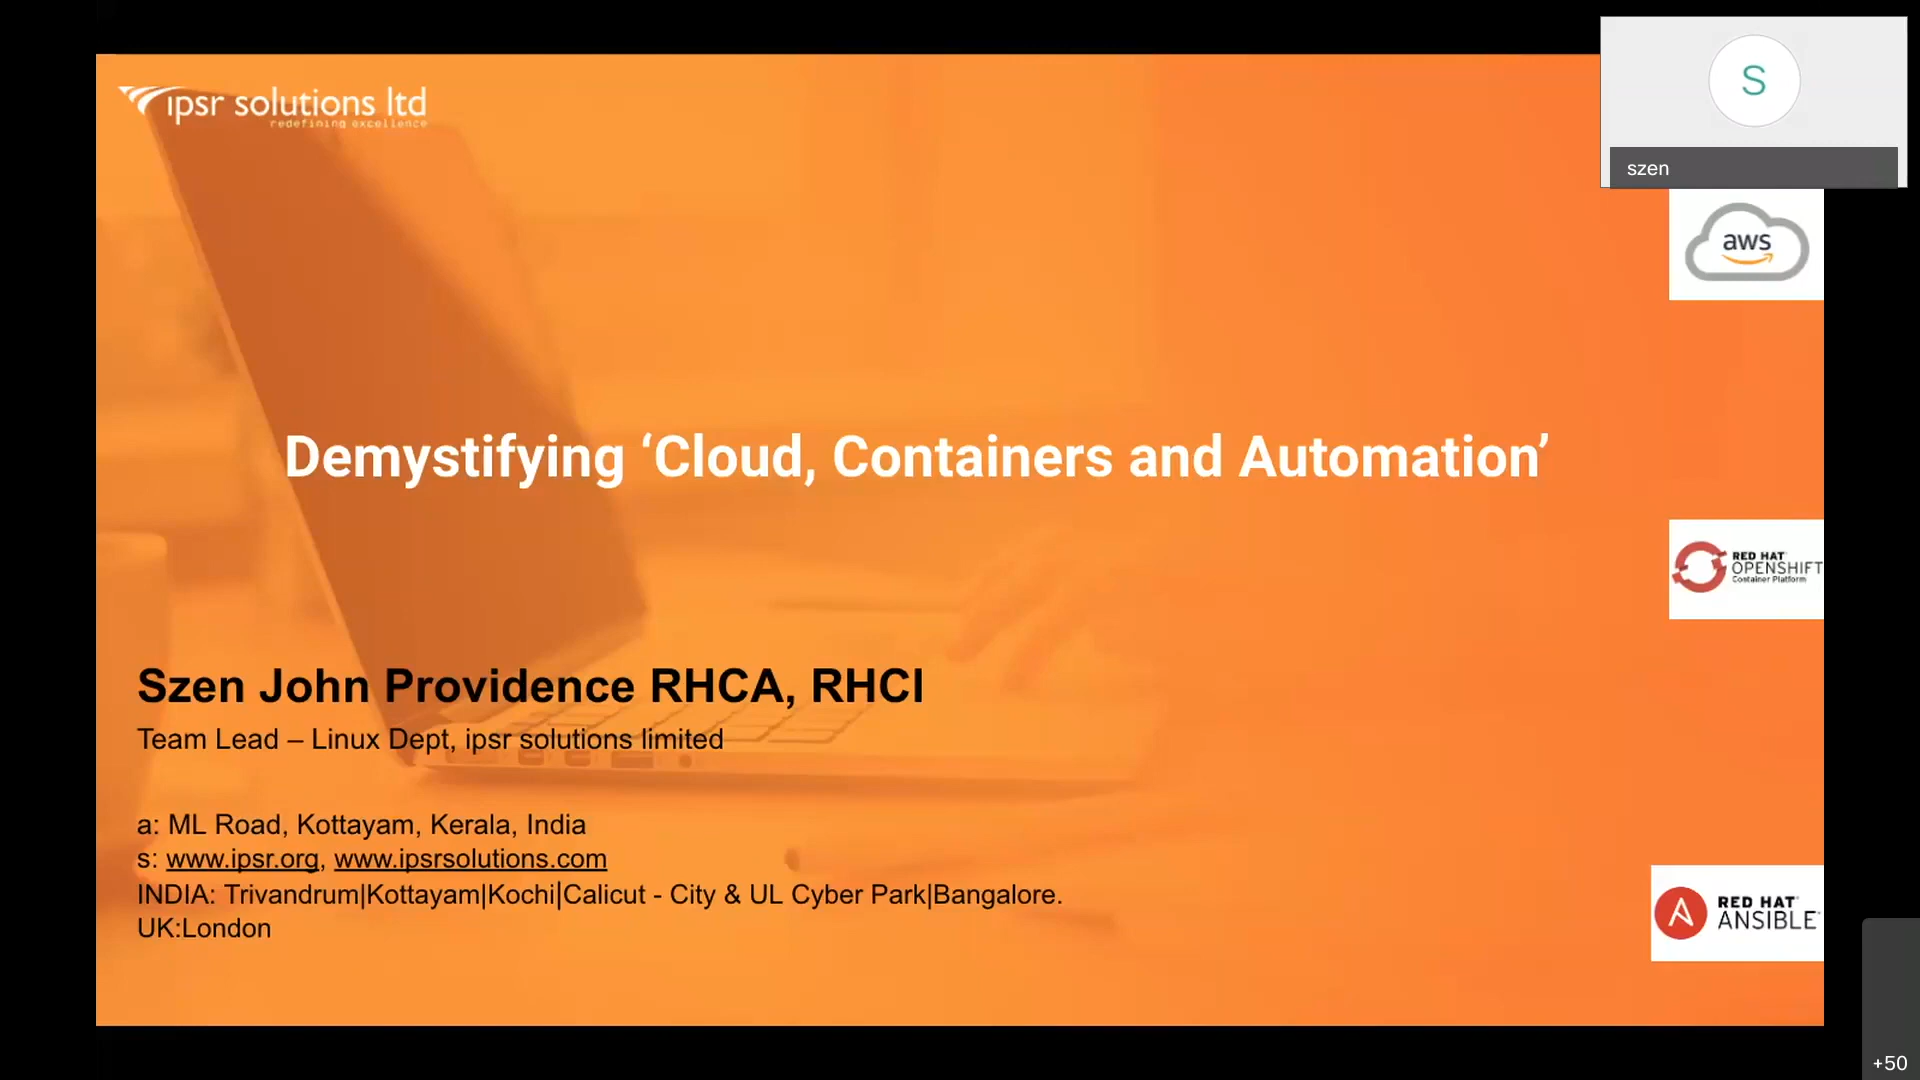 ipsr solutions ltd
redefining excellence
S
szen
aws
Demystifying ‘Cloud, Containers and Automation’
RED HAT
OPENSHIFT
Container Platform
Szen John Providence RHCA, RHCI
Team Lead – Linux Dept, ipsr solutions limited
a: ML Road, Kottayam, Kerala, India
s: www.ipsr.org, www.ipsrsolutions.com
INDIA: Trivandrum|Kottayam|Kochi|Calicut - City & UL Cyber Park|Bangalore.
UK:London
RED HAT
ANSIBLE
+50